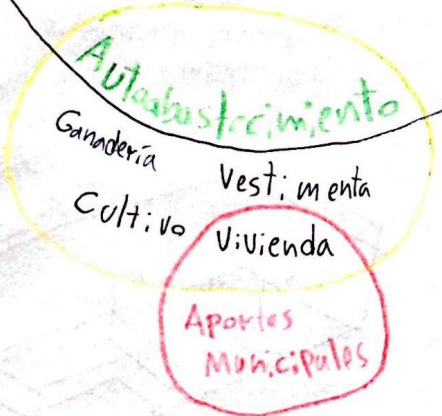 Autoabastecimiento
Ganadería
Vestimenta
Cultivo
Vivienda
Aportes
Municipales